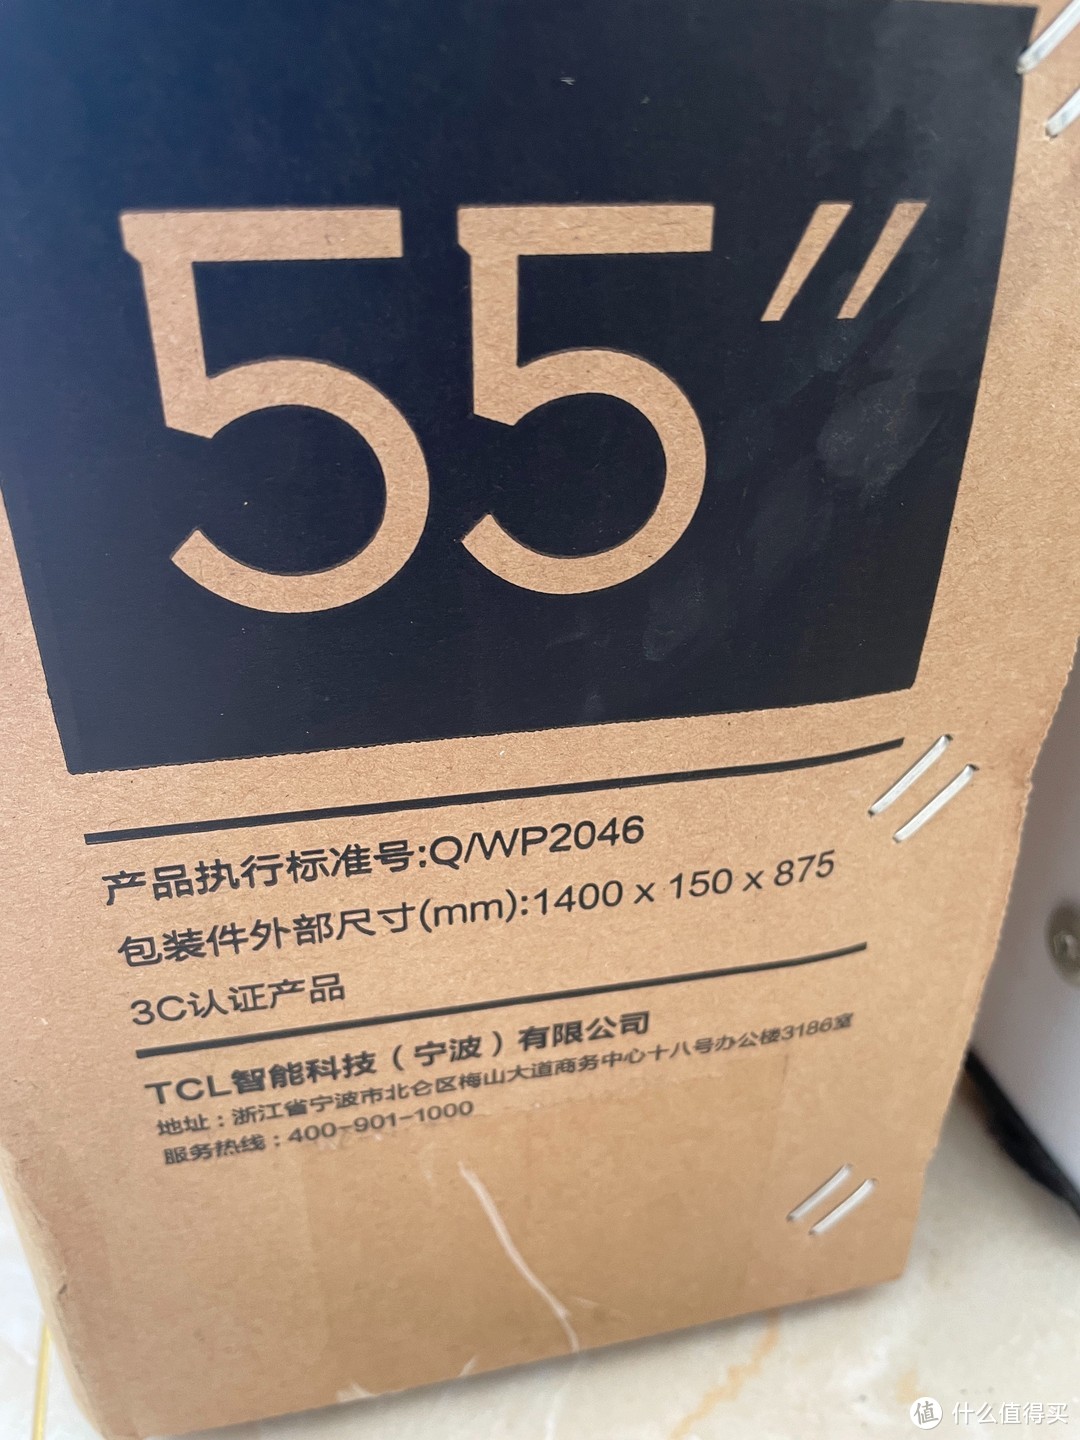 55″
产品执行标准号:Q/WP2046
包装件外部尺寸(mm):1400 x 150 x 875
3C认证产品
TCL智能科技（宁波）有限公司
地址：浙江省宁波市北仑区梅山大道商务中心十八号办公楼3186室
服务热线：400-901-1000
值 什么值得买